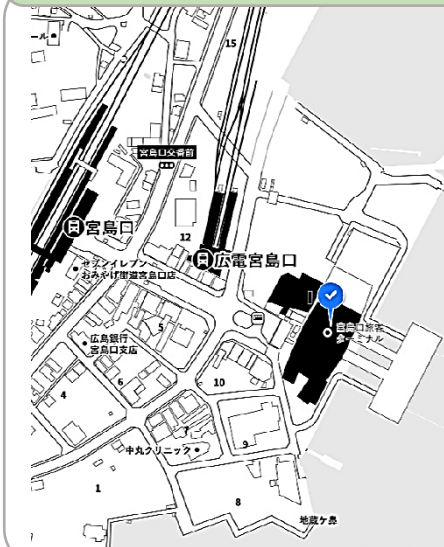 ール
15
宮島口交番前
宮島口
12
広電宮島口
セブンイレブン
おみやげ街道宮島口店
宮島口旅客
ターミナル
5
広島銀行
宮島口支店
6
10
4
7
9
中丸クリニック
1
8
地蔵ケ鼻